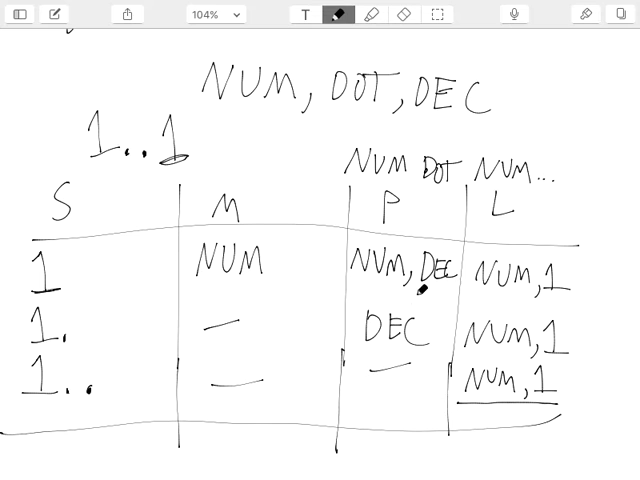 104%
T
NUM, DOT, DEC
1..1
NUM DOT NUM...
S M P L
1 NUM NUM, DEC NUM, 1
1. — DEC NUM, 1
1.. — — NUM, 1